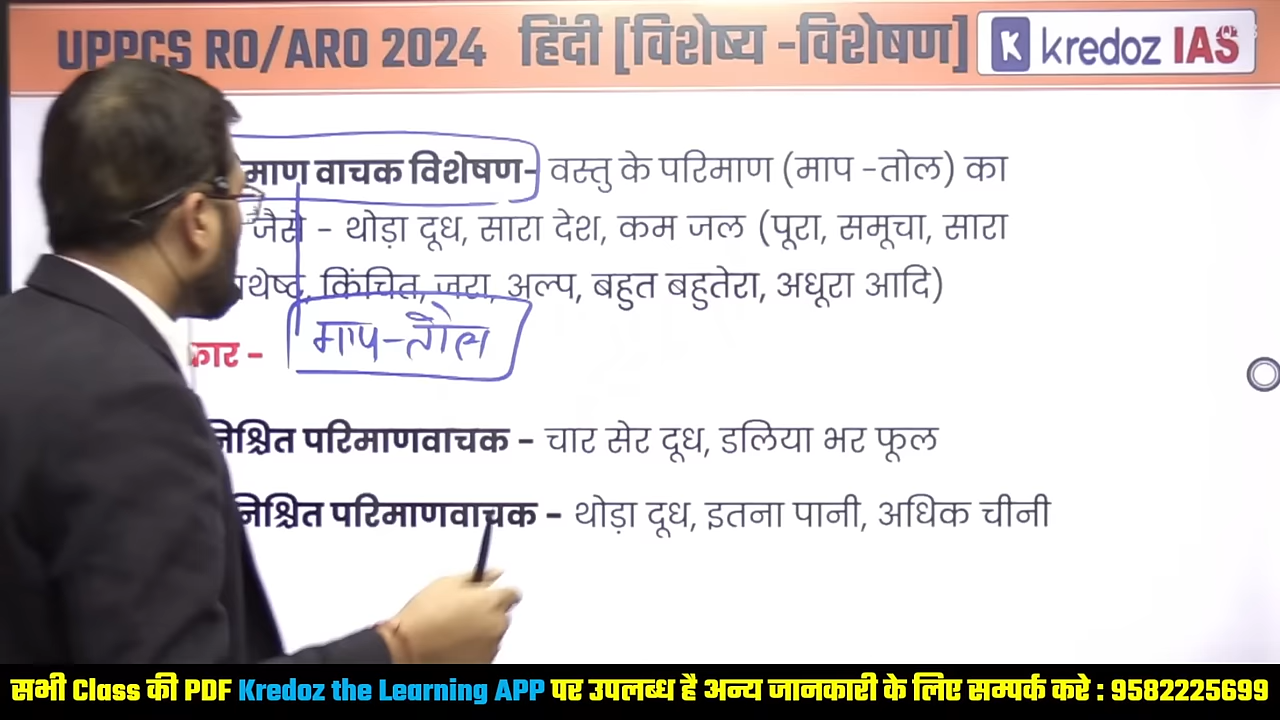 UPPCS RO/ARO 2024 हिंदी [विशेष्य -विशेषण] K kredoz IAS
माण वाचक विशेषण- वस्तु के परिमाण (माप -तोल) का
जैसे - थोड़ा दूध, सारा देश, कम जल (पूरा, समूचा, सारा
थेष्ट, किंचित, जरा, अल्प, बहुत बहुतेरा, अधूरा आदि)
माप-तौल
कार -
निश्चित परिमाणवाचक - चार सेर दूध, डलिया भर फूल
निश्चित परिमाणवाचक - थोड़ा दूध, इतना पानी, अधिक चीनी
सभी Class की PDF Kredoz the Learning APP पर उपलब्ध है अन्य जानकारी के लिए सम्पर्क करे : 9582225699